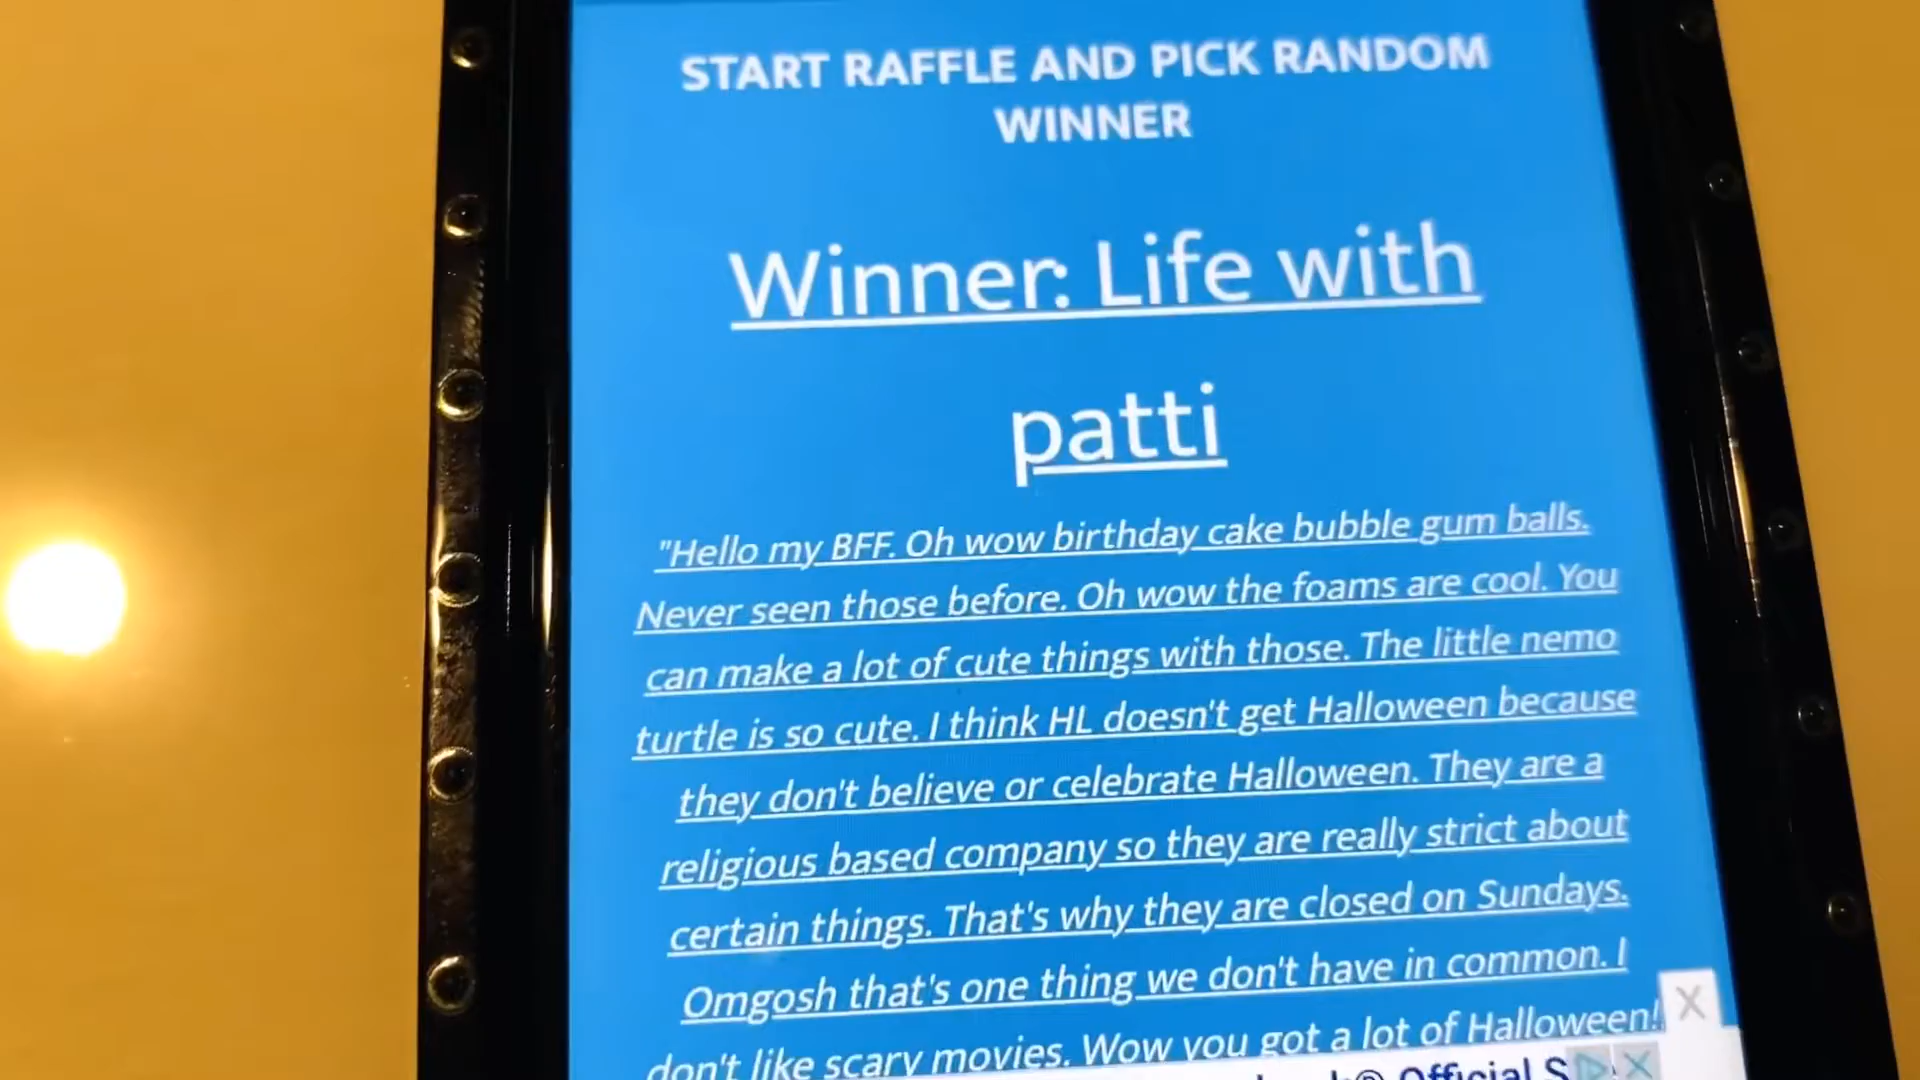 START RAFFLE AND PICK RANDOM
WINNER
Winner: Life with
patti
"Hello my BFF. Oh wow birthday cake bubble gum balls.
Never seen those before. Oh wow the foams are cool. You
can make a lot of cute things with those. The little nemo
turtle is so cute. I think HL doesn't get Halloween because
they don't believe or celebrate Halloween. They are a
religious based company so they are really strict about
certain things. That's why they are closed on Sundays.
Omgosh that's one thing we don't have in common. I
don't like scary movies. Wow you got a lot of Halloween!
X
Official S